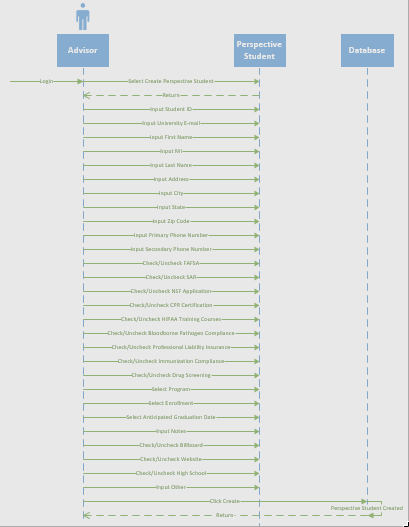 Advisor
Perspective
Student
Database
Login
Select Create Perspective Student
Return
Input Student ID
Input University E-mail
Input First Name
Input MI
Input Last Name
Input Address
Input City
Input State
Input Zip Code
Input Primary Phone Number
Input Secondary Phone Number
Check/Uncheck FAFSA
Check/Uncheck SAP
Check/Uncheck NSF Application
Check/Uncheck CPR Certification
Check/Uncheck HIPAA Training Courses
Check/Uncheck Bloodborne Pathogens Compliance
Check/Uncheck Professional Liability Insurance
Check/Uncheck Immunization Compliance
Check/Uncheck Drug Screening
Select Program
Select Enrollment
Select Anticipated Graduation Date
Input Notes
Check/Uncheck Billboard
Check/Uncheck Website
Check/Uncheck High School
Input Other
Click Create
Perspective Student Created
Return